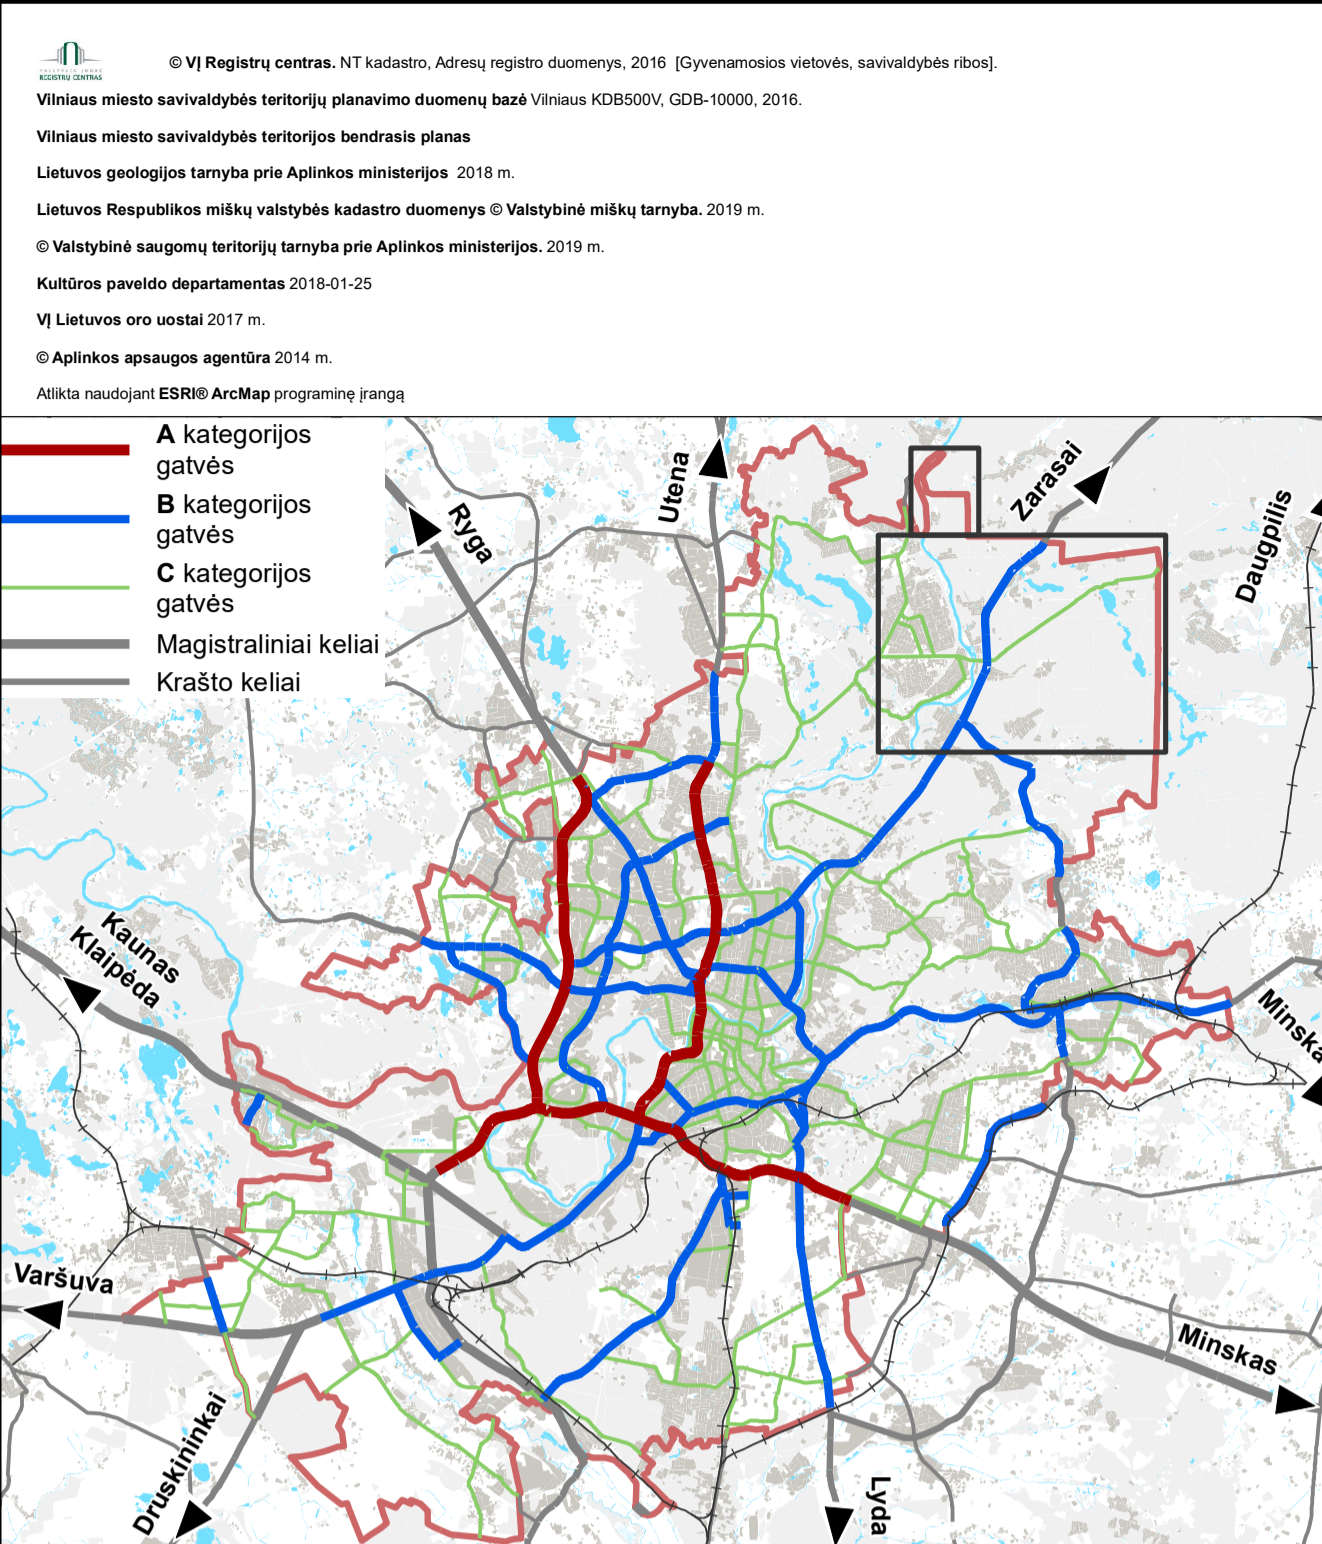 VALSTYBĖS ĮMONĖ
REGISTRŲ CENTRAS
© VĮ Registrų centras. NT kadastro, Adresų registro duomenys, 2016 [Gyvenamosios vietovės, savivaldybės ribos].
Vilniaus miesto savivaldybės teritorijų planavimo duomenų bazė Vilniaus KDB500V, GDB-10000, 2016.
Vilniaus miesto savivaldybės teritorijos bendrasis planas
Lietuvos geologijos tarnyba prie Aplinkos ministerijos 2018 m.
Lietuvos Respublikos miškų valstybės kadastro duomenys © Valstybinė miškų tarnyba. 2019 m.
© Valstybinė saugomų teritorijų tarnyba prie Aplinkos ministerijos. 2019 m.
Kultūros paveldo departamentas 2018-01-25
VĮ Lietuvos oro uostai 2017 m.
© Aplinkos apsaugos agentūra 2014 m.
Atlikta naudojant ESRI® ArcMap programinę įrangą
A kategorijos
gatvės
B kategorijos
gatvės
C kategorijos
gatvės
Magistraliniai keliai
Krašto keliai
Ryga
Utena
Zarasai
Daugpilis
Kaunas
Klaipėda
Minska
Varšuva
Minskas
Druskininkai
Lyda